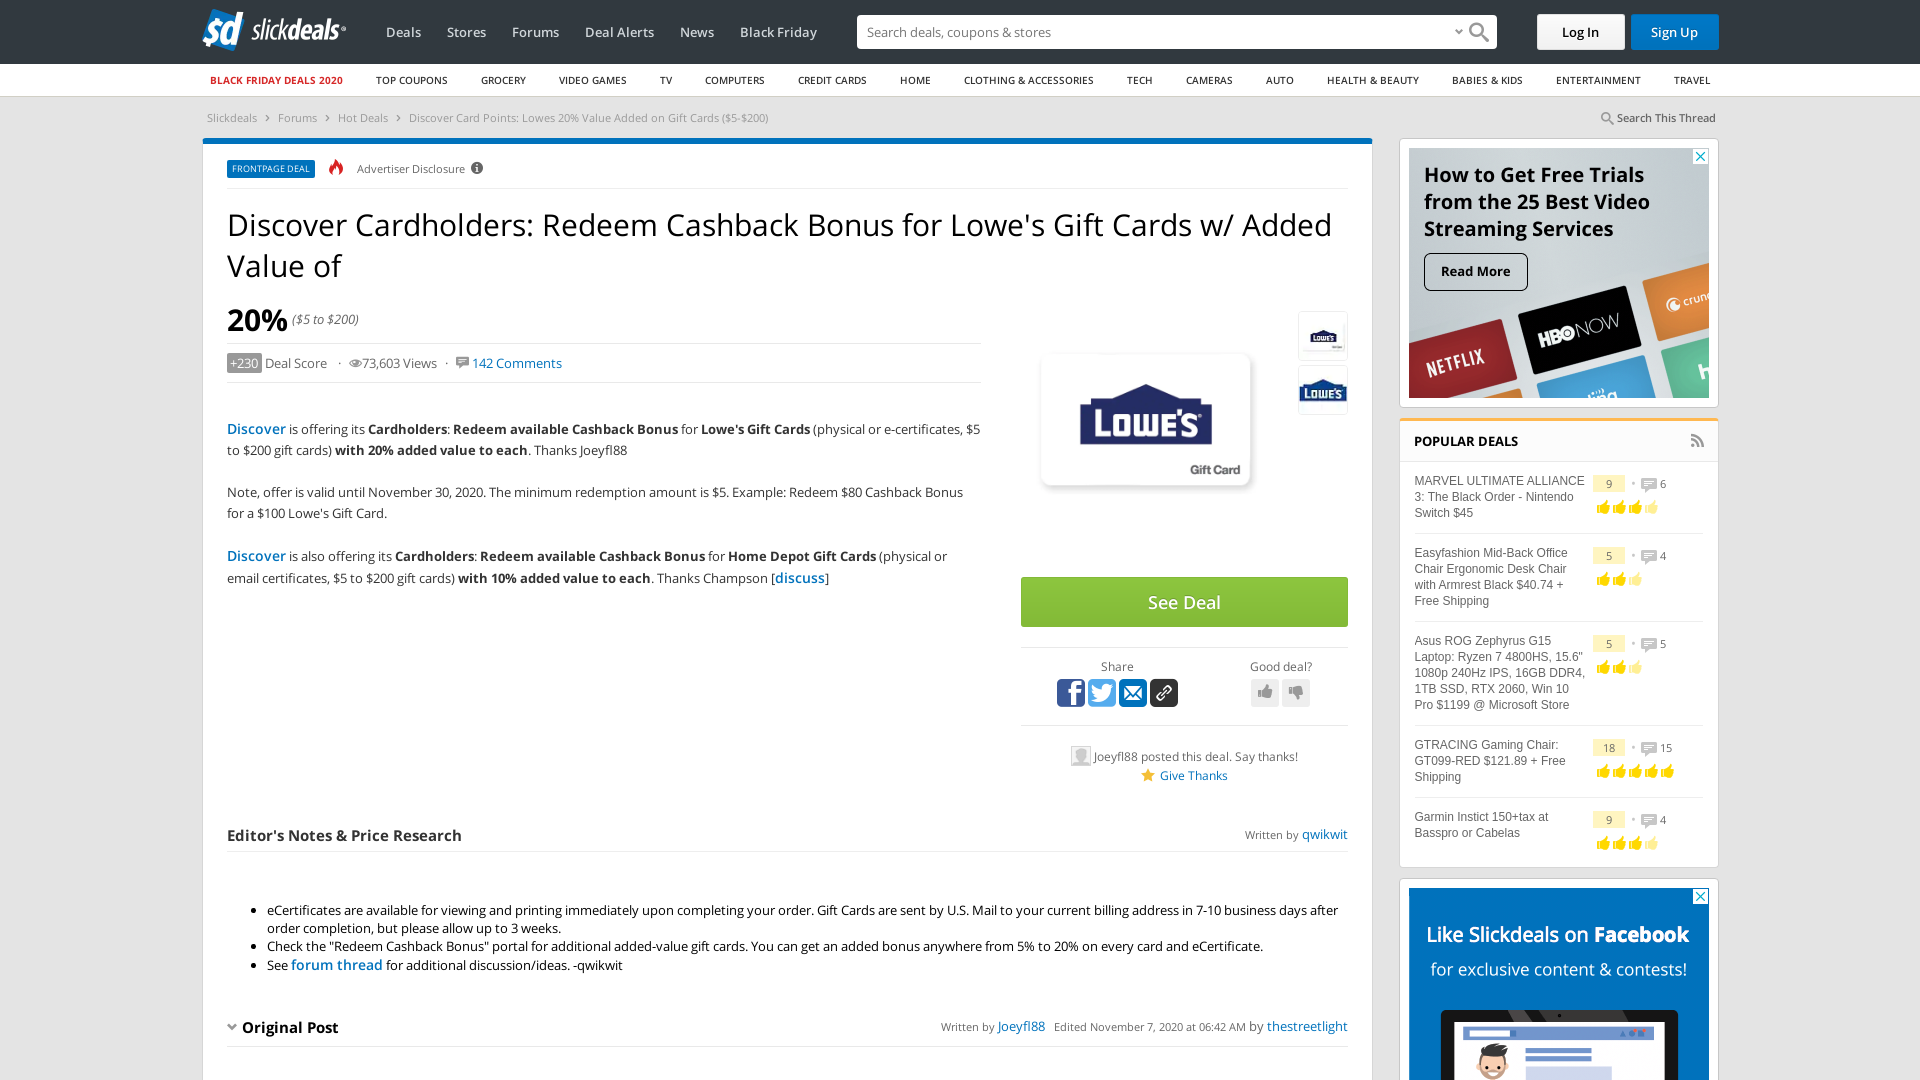 sd slickdeals
Deals Stores Forums Deal Alerts News Black Friday
Search deals, coupons & shopping
Log In Sign Up
BLACK FRIDAY DEALS 2020 TOP COUPONS GROCERY VIDEO GAMES TV COMPUTERS CREDIT CARDS HOME CLOTHING & ACCESSORIES TECH CAMERAS AUTO HEALTH & BEAUTY BABIES & KIDS ENTERTAINMENT TRAVEL
Slickdeals › Forums › Hot Deals › Discover Card Points: Lowes 20% Value Added on Gift Cards ($5-$200)
Search This Thread
FRONTPAGE DEAL Advertiser Disclosure
Discover Cardholders: Redeem Cashback Bonus for Lowe's Gift Cards w/ Added
Value of
20% ($5 to $200)
+230 Deal Score · 73,603 Views · 142 Comments
Discover is offering its Cardholders: Redeem available Cashback Bonus for Lowe's Gift Cards (physical or e-certificates, $5
to $200 gift cards) with 20% added value to each. Thanks Joeyfl88
Note, offer is valid until November 30, 2020. The minimum redemption amount is $5. Example: Redeem $80 Cashback Bonus
for a $100 Lowe's Gift Card.
Discover is also offering its Cardholders: Redeem available Cashback Bonus for Home Depot Gift Cards (physical or
email certificates, $5 to $200 gift cards) with 10% added value to each. Thanks Champson [discuss]
LOWE'S
Gift Card
LOWE'S
LOWE'S
See Deal
Share
Good deal?
Joeyfl88 posted this deal. Say thanks!
Give Thanks
Editor's Notes & Price Research
Written by qwikwit
• eCertificates are available for viewing and printing immediately upon completing your order. Gift Cards are sent by U.S. Mail to your current billing address in 7-10 business days after
order completion, but please allow up to 3 weeks.
• Check the "Redeem Cashback Bonus" portal for additional added-value gift cards. You can get an added bonus anywhere from 5% to 20% on every card and eCertificate.
• See forum thread for additional discussion/ideas. -qwikwit
Original Post
Written by Joeyfl88 Edited November 7, 2020 at 06:42 AM by thestreetlight
How to Get Free Trials
from the 25 Best Video
Streaming Services
Read More
NETFLIX
HBO NOW
crun
POPULAR DEALS
MARVEL ULTIMATE ALLIANCE
3: The Black Order - Nintendo
Switch $45
9 • 6
Easyfashion Mid-Back Office
Chair Ergonomic Desk Chair
with Armrest Black $40.74 +
Free Shipping
5 • 4
Asus ROG Zephyrus G15
Laptop: Ryzen 7 4800HS, 15.6"
1080p 240Hz IPS, 16GB DDR4,
1TB SSD, RTX 2060, Win 10
Pro $1199 @ Microsoft Store
5 • 5
GTRACING Gaming Chair:
GT099-RED $121.89 + Free
Shipping
18 • 15
Garmin Instict 150+tax at
Basspro or Cabelas
9 • 4
Like Slickdeals on Facebook
for exclusive content & contests!